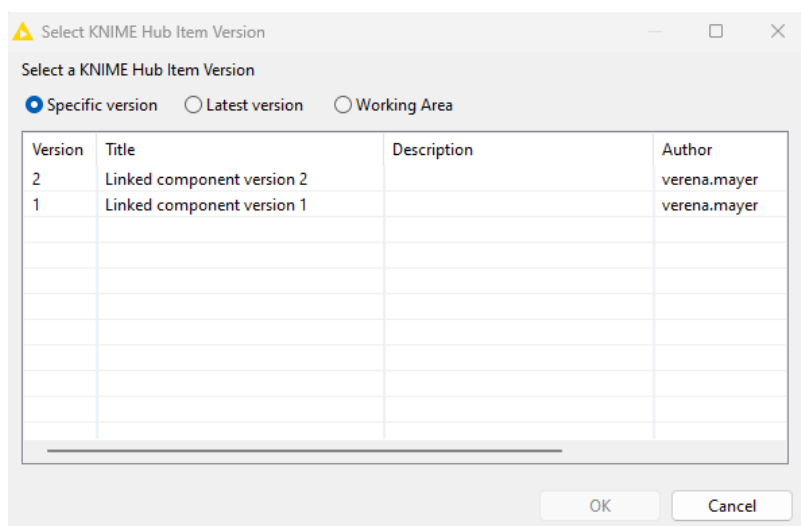 Select KNIME Hub Item Version
Select a KNIME Hub Item Version
Specific version Latest version Working Area
Version Title Description Author
2 Linked component version 2 verena.mayer
1 Linked component version 1 verena.mayer
OK Cancel